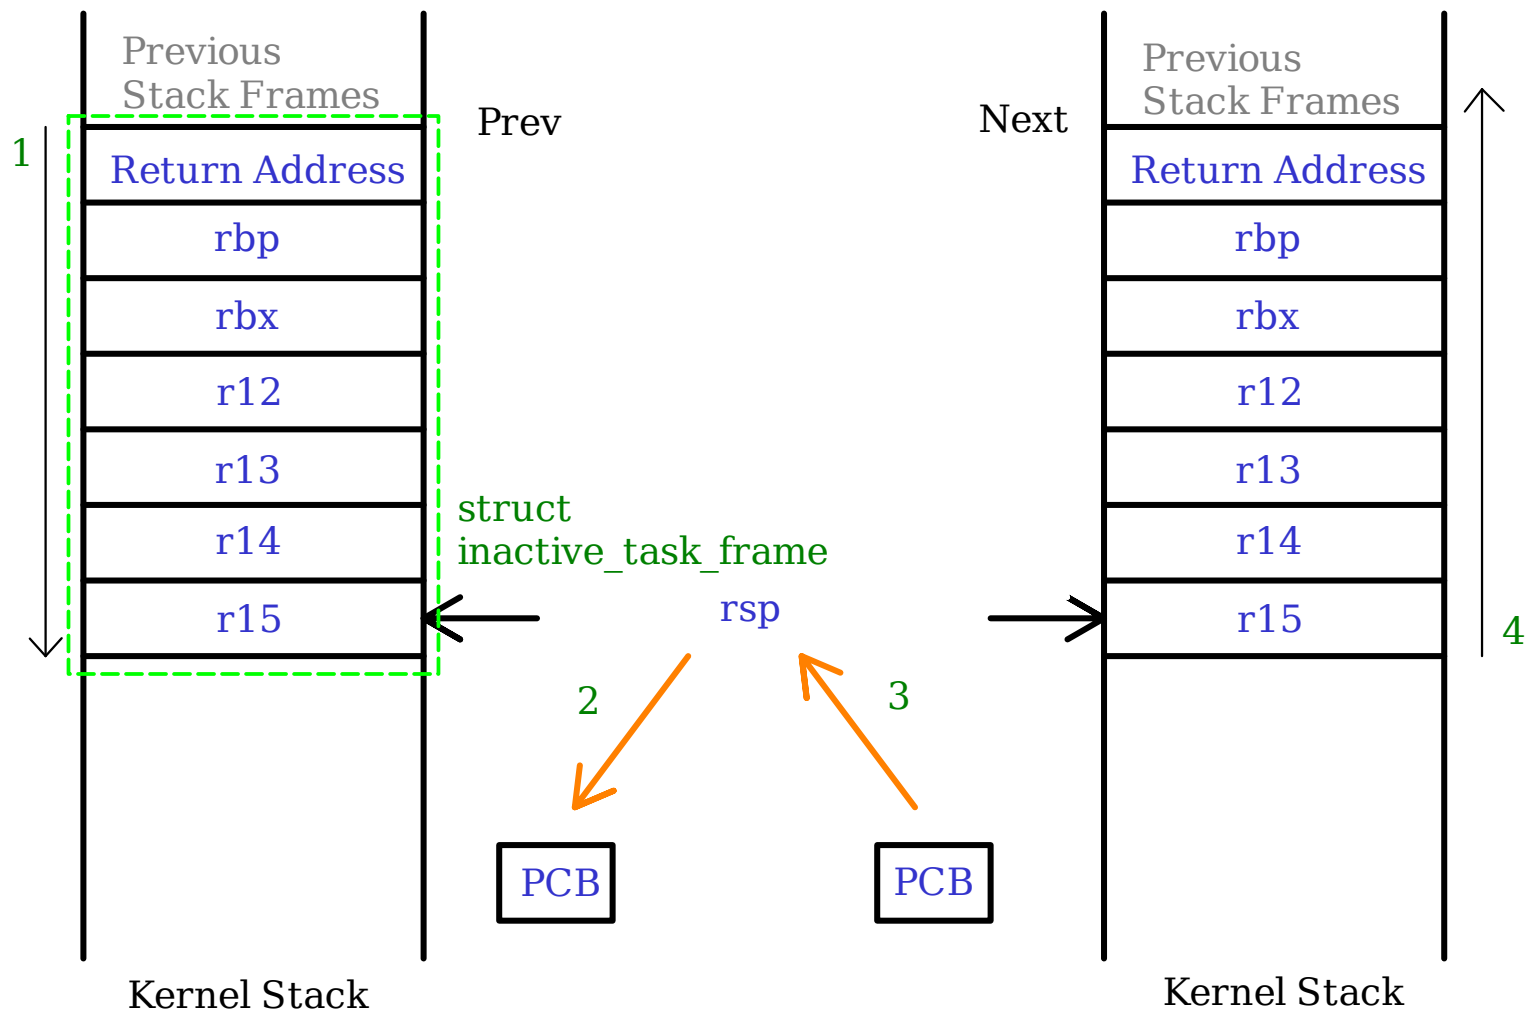 Previous
Stack Frames
1
Return Address
rbp
rbx
r12
r13
r14
r15
Kernel Stack
Prev
struct
inactive_task_frame
rsp
2
3
PCB
PCB
Next
Previous
Stack Frames
Return Address
rbp
rbx
r12
r13
r14
r15
4
Kernel Stack